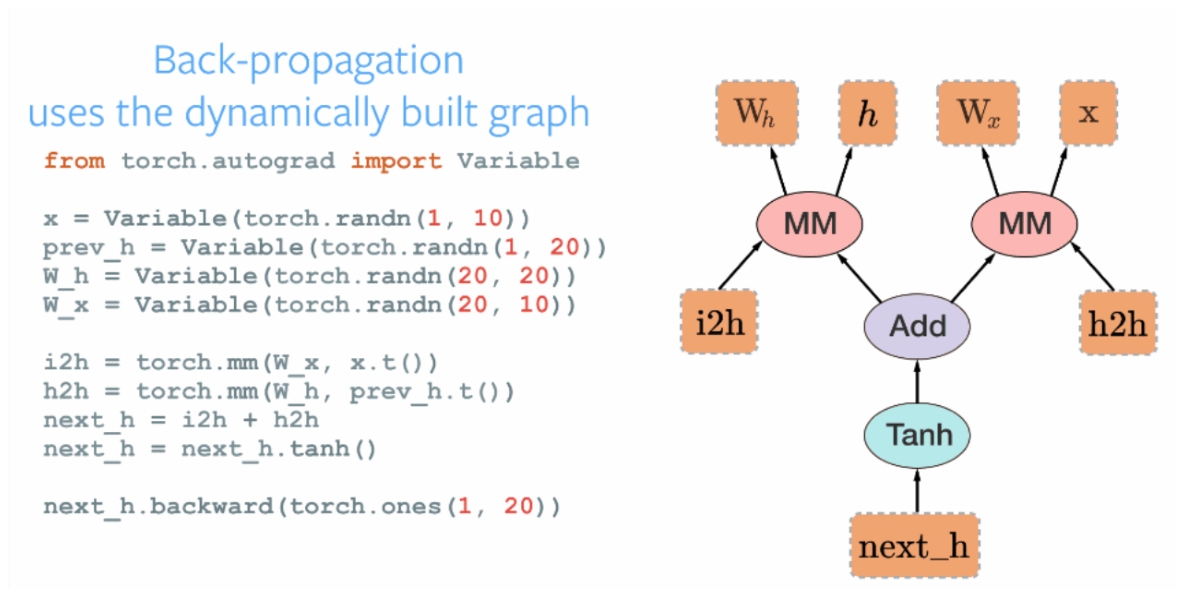 Back-propagation
uses the dynamically built graph
from torch.autograd import Variable
x = Variable(torch.randn(1, 10))
prev_h = Variable(torch.randn(1, 20))
W_h = Variable(torch.randn(20, 20))
W_x = Variable(torch.randn(20, 10))
i2h = torch.mm(W_x, x.t())
h2h = torch.mm(W_h, prev_h.t())
next_h = i2h + h2h
next_h = next_h.tanh()
next_h.backward(torch.ones(1, 20))
W_h h W_x x
MM MM
i2h Add h2h
Tanh
next_h